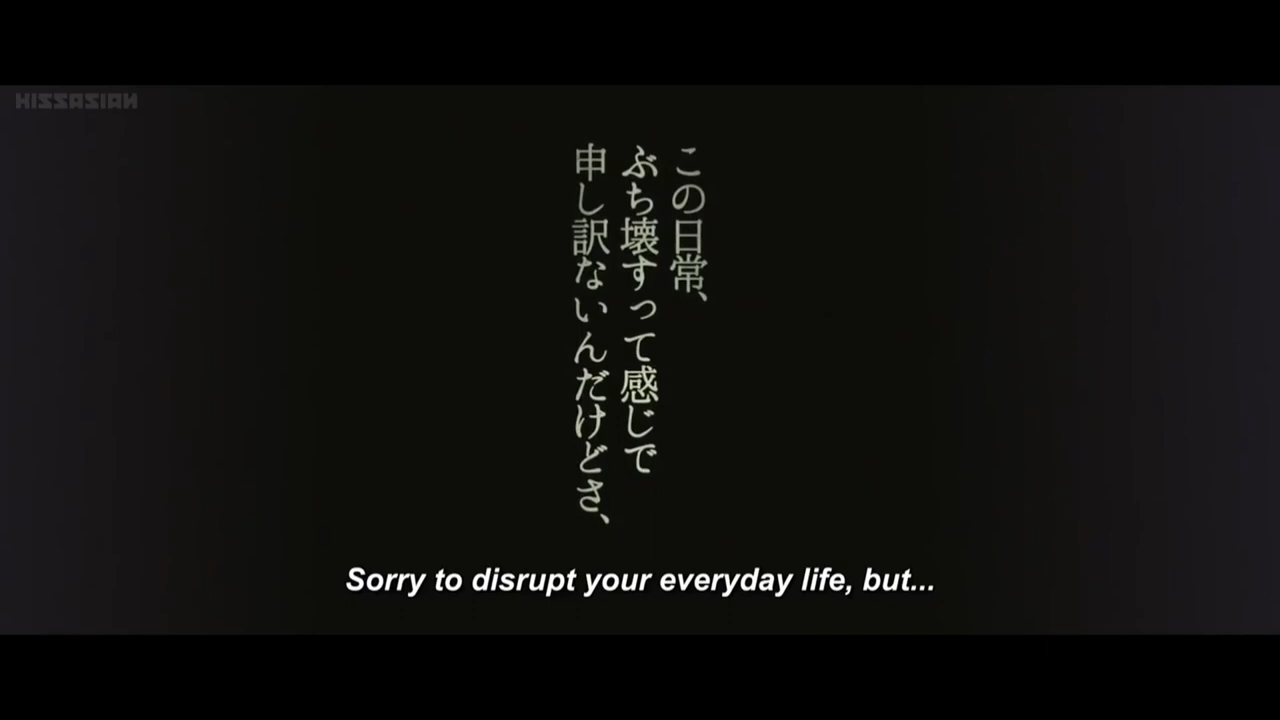 HISSASIAN
この日常、
ぶち壊すって感じで
申し訳ないんだけどさ、
Sorry to disrupt your everyday life, but...